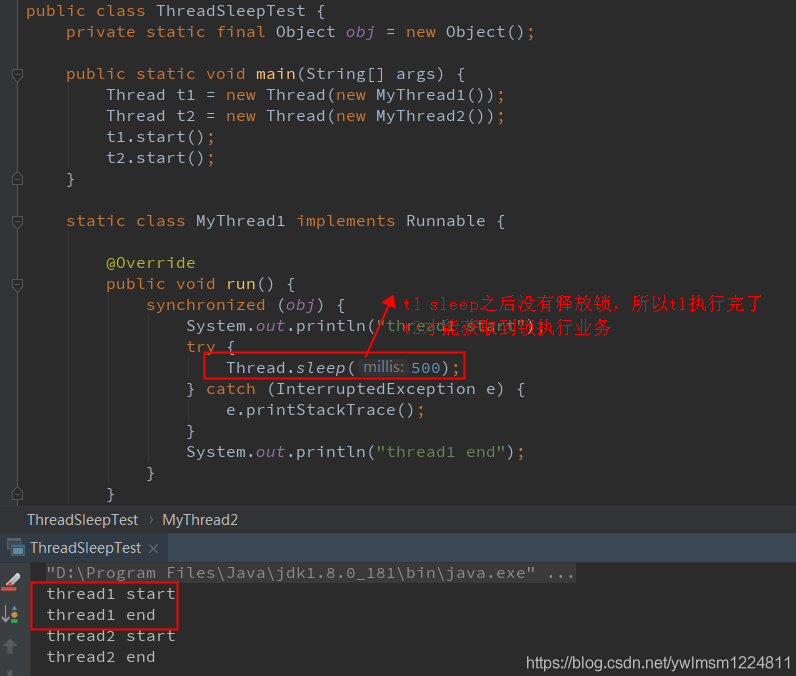 public class ThreadSleepTest {
private static final Object obj = new Object();
public static void main(String[] args) {
Thread t1 = new Thread(new MyThread1());
Thread t2 = new Thread(new MyThread2());
t1.start();
t2.start();
}
static class MyThread1 implements Runnable {
@Override
public void run() {
synchronized (obj) {
t1 sleep之后没有释放锁，所以t1执行完了
System.out.println("thread1 start");
t2才能获取到锁执行业务
try {
Thread.sleep( millis: 500);
} catch (InterruptedException e) {
e.printStackTrace();
}
System.out.println("thread1 end");
}
}
ThreadSleepTest › MyThread2
ThreadSleepTest ×
"D:\Program Files\Java\jdk1.8.0_181\bin\java.exe" ...
thread1 start
thread1 end
thread2 start
thread2 end
https://blog.csdn.net/ywlmsm1224811